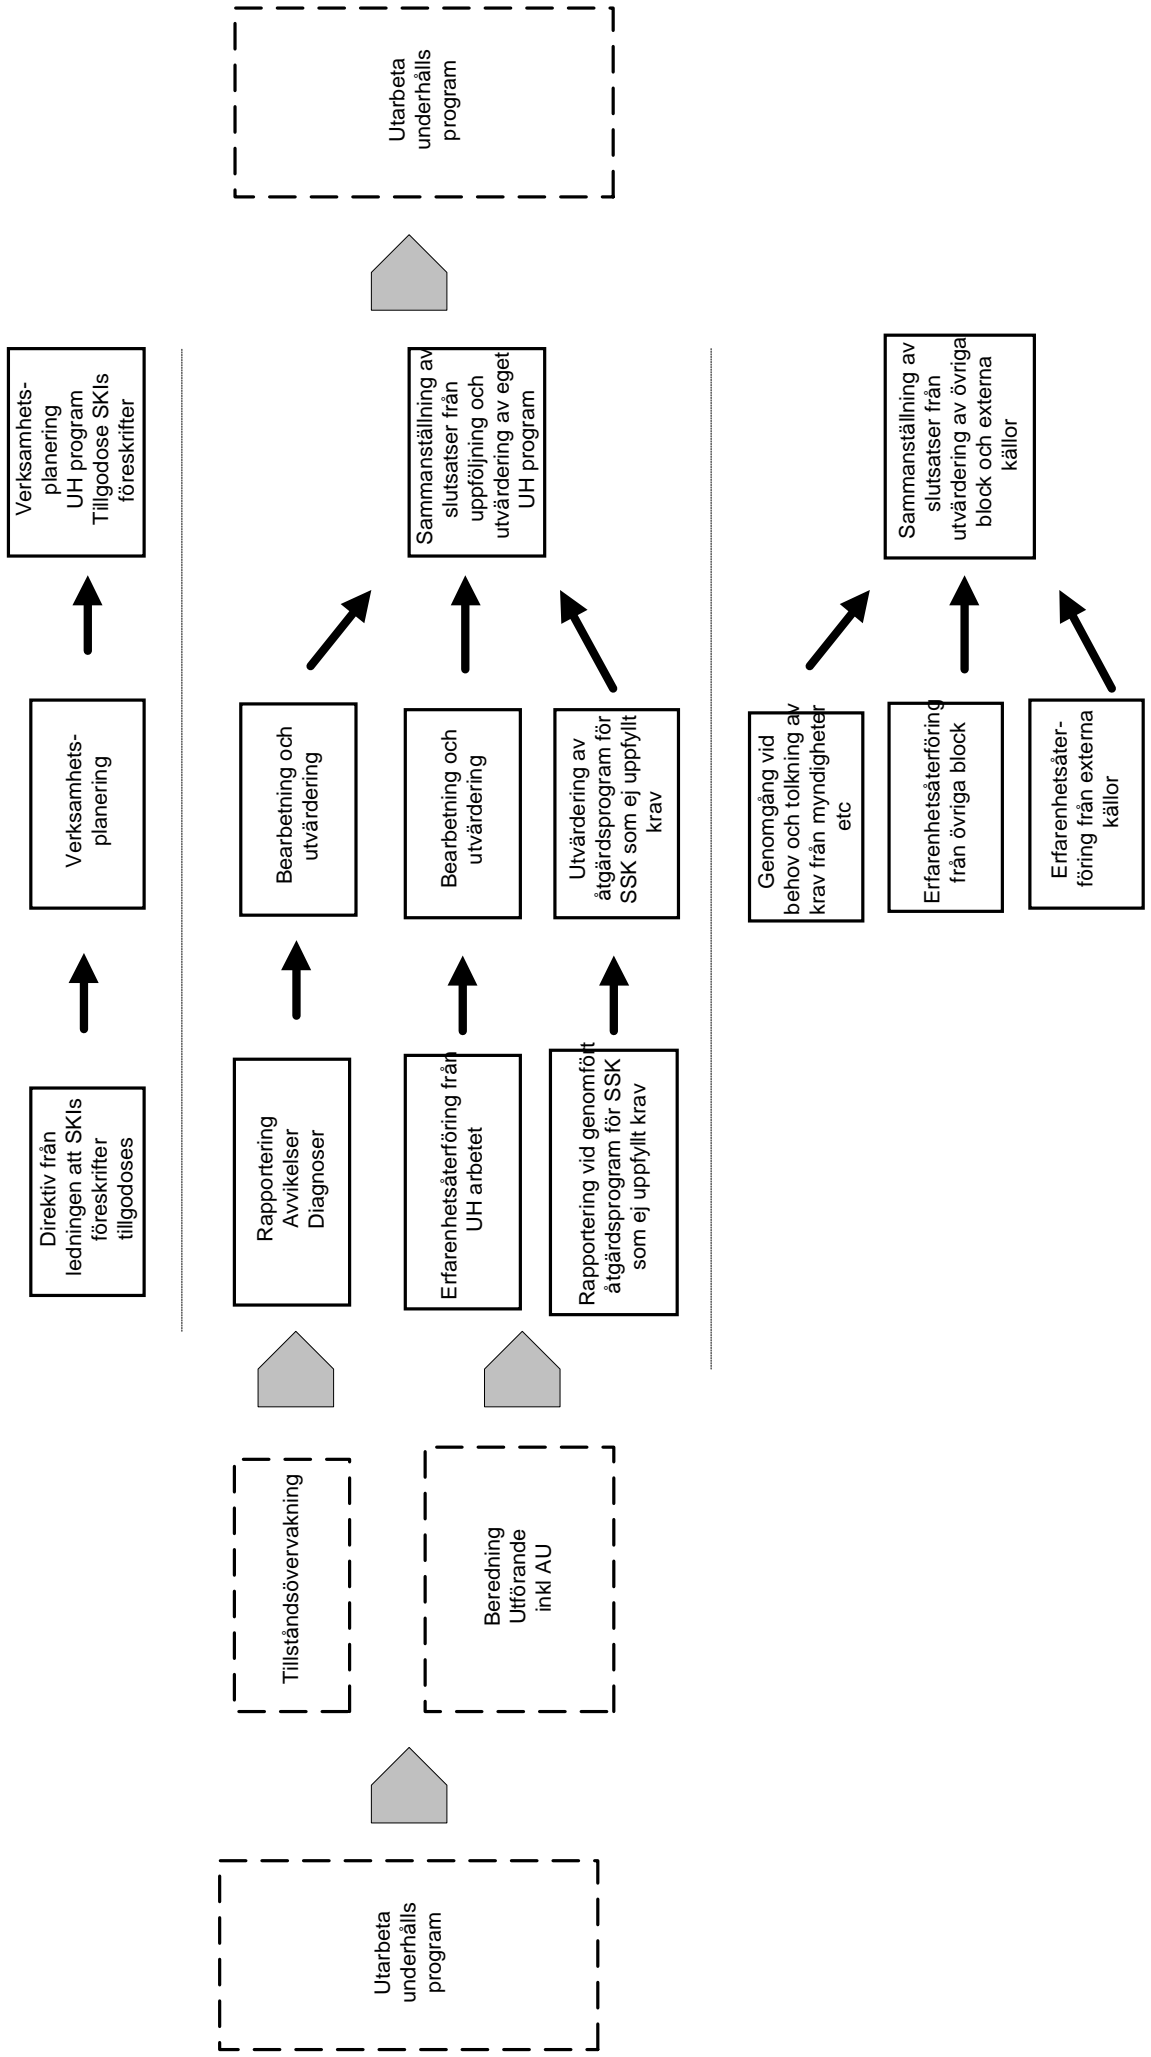 Utarbeta
underhålls
program
Tillståndsövervakning
Beredning
Utförande
inkl AU
Direktiv från
ledningen att SKIs
föreskrifter
tillgodoses
Verksamhets-
planering
Verksamhets-
planering
UH program
Tillgodose SKIs
föreskrifter
Rapportering
Avvikelser
Diagnoser
Bearbetning och
utvärdering
Erfarenhetsåterföring från
UH arbetet
Bearbetning och
utvärdering
Rapportering vid genomfört
åtgärdsprogram för SSK
som ej uppfyllt krav
Utvärdering av
åtgärdsprogram för
SSK som ej uppfyllt
krav
Sammanställning av
slutsatser från
uppföljning och
utvärdering av eget
UH program
Genomgång vid
behov och tolkning av
krav från myndigheter
etc
Erfarenhetsåterföring
från övriga block
Erfarenhetsåter-
föring från externa
källor
Sammanställning av
slutsatser från
utvärdering av övriga
block och externa
källor
Utarbeta
underhålls
program